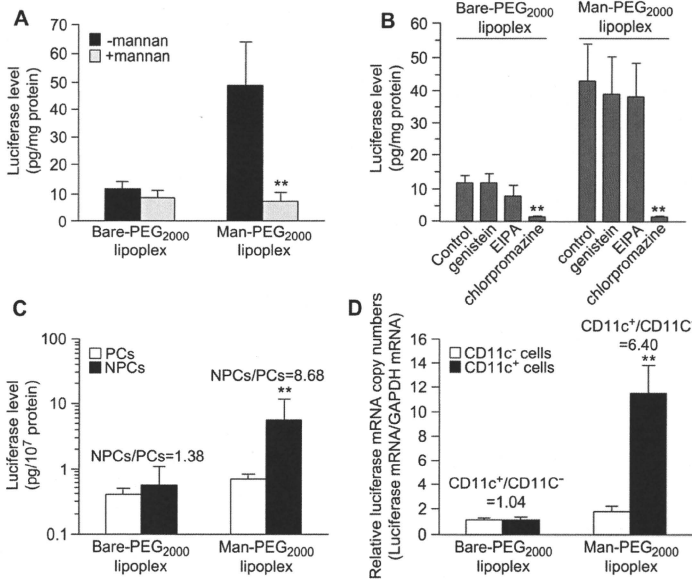 A
Luciferase level
(pg/mg protein)
70
60
50
40
30
20
10
0
-mannan
+mannan
**
Bare-PEG2000
lipoplex
Man-PEG2000
lipoplex
B
Bare-PEG2000
lipoplex
Man-PEG2000
lipoplex
Luciferase level
(pg/mg protein)
60
50
40
30
20
10
0
**
**
Control
genistein
EIPA
chlorpromazine
control
genistein
EIPA
chlorpromazine
C
Luciferase level
(pg/10^7 protein)
100
10
1
0.1
PCs
NPCs
NPCs/PCs=8.68
**
NPCs/PCs=1.38
Bare-PEG2000
lipoplex
Man-PEG2000
lipoplex
D
Relative luciferase mRNA copy numbers
(Luciferase mRNA/GAPDH mRNA)
16
14
12
10
8
6
4
2
0
CD11c- cells
CD11c+ cells
CD11c+/CD11C-
=6.40
**
CD11c+/CD11C-
=1.04
Bare-PEG2000
lipoplex
Man-PEG2000
lipoplex